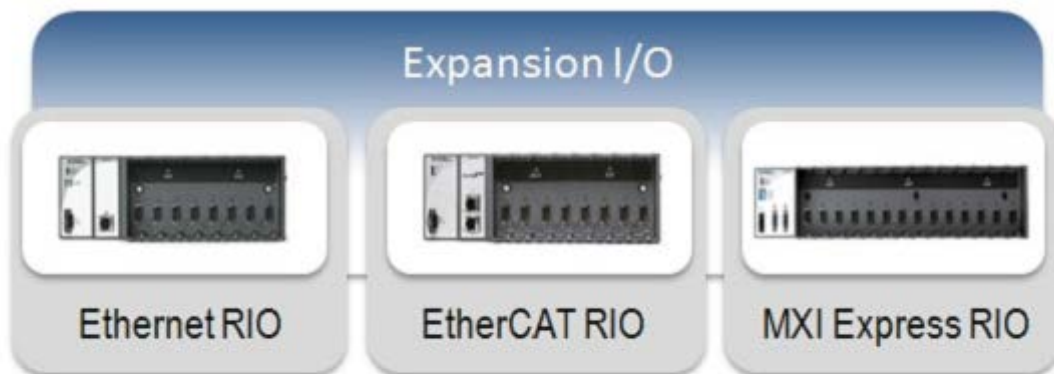 Expansion I/O
Ethernet RIO
EtherCAT RIO
MXI Express RIO